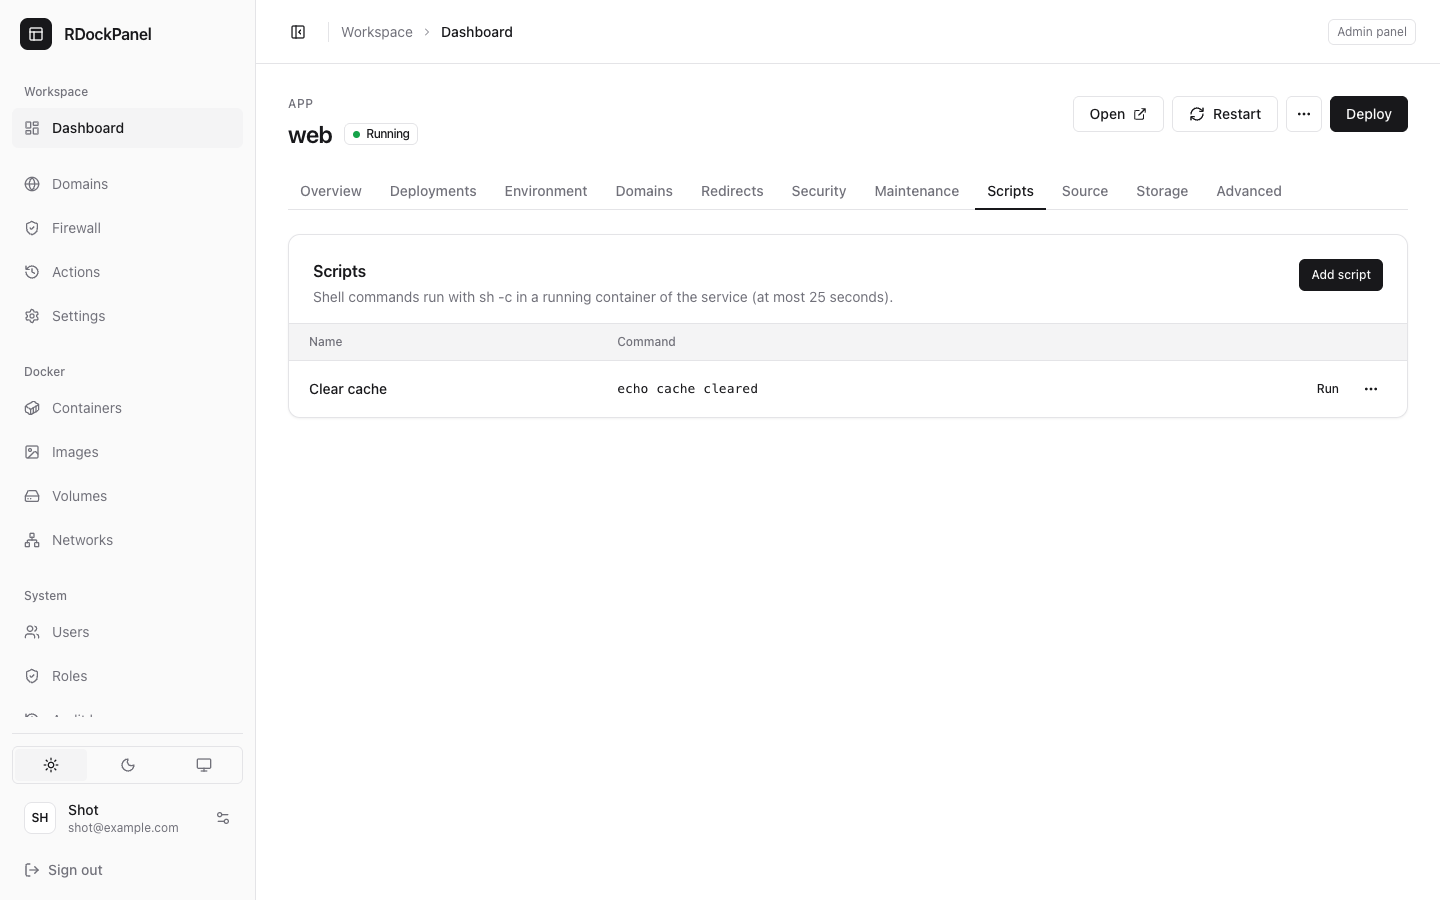 RDockPanel
Workspace
Dashboard
Domains
Firewall
Actions
Settings
Docker
Containers
Images
Volumes
Networks
System
Users
Roles
SH
Shot
shot@example.com
Sign out
Workspace > Dashboard
Admin panel
APP
web
Running
Open
Restart
Deploy
Overview Deployments Environment Domains Redirects Security Maintenance Scripts Source Storage Advanced
Scripts
Shell commands run with sh -c in a running container of the service (at most 25 seconds).
Add script
Name Command
Clear cache echo cache cleared Run